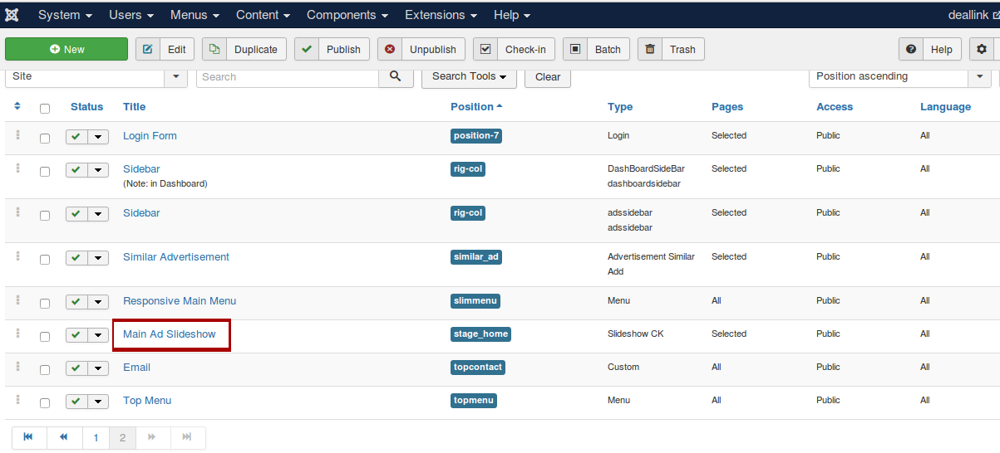 System Users Menus Content Components Extensions Help deallink
New Edit Duplicate Publish Unpublish Check-in Batch Trash Help
Site Search Search Tools Clear Position ascending
Status Title Position Type Pages Access Language
Login Form position-7 Login Selected Public All
Sidebar rig-col DashBoardSideBar Selected Public All
(Note: in Dashboard) dashboardsidebar
Sidebar rig-col adssidebar Selected Public All
adssidebar
Similar Advertisement similar_ad Advertisement Similar Selected Public All
Add
Responsive Main Menu slimmenu Menu All Public All
Main Ad Slideshow stage_home Slideshow CK Selected Public All
Email topcontact Custom All Public All
Top Menu topmenu Menu All Public All
1 2